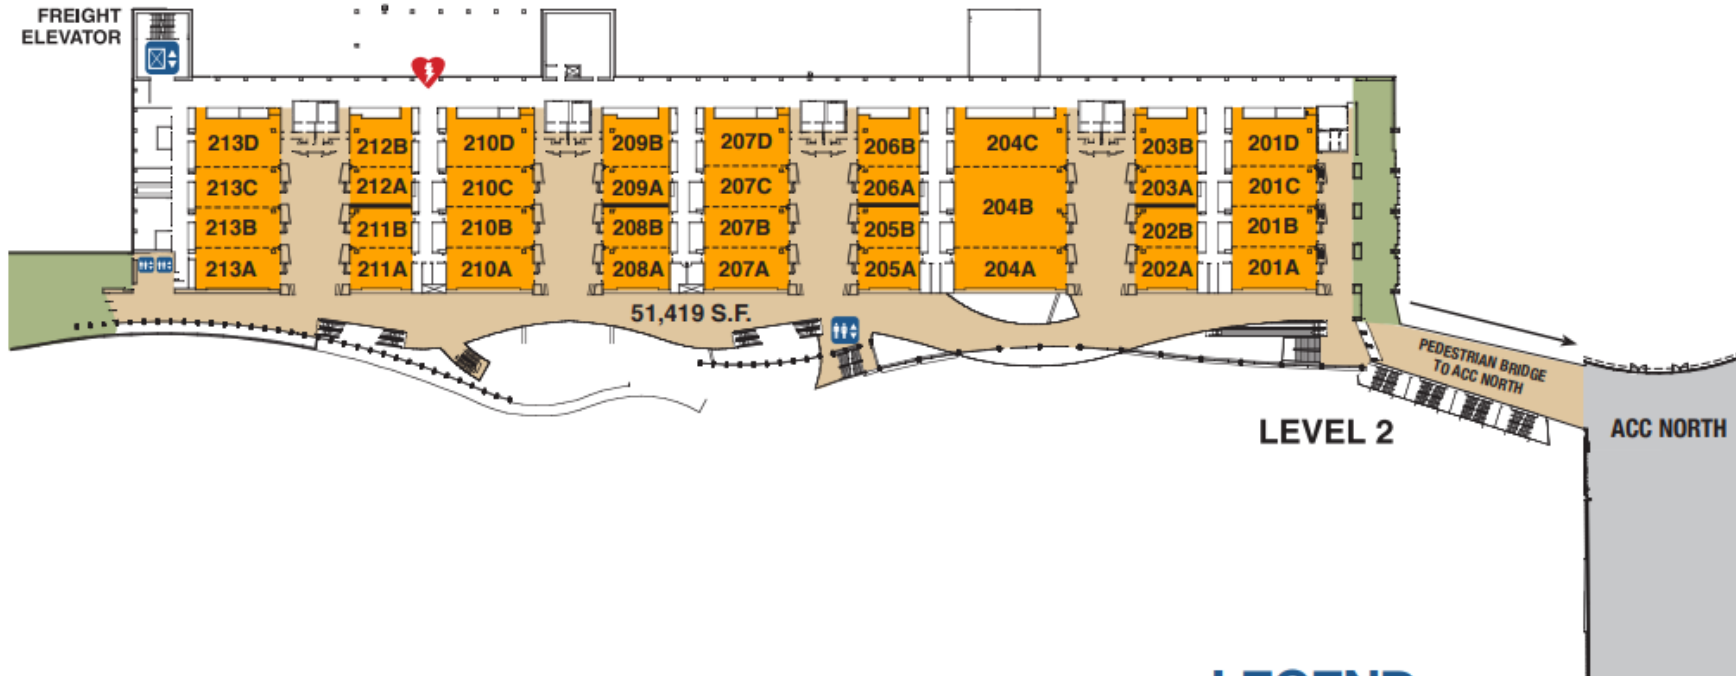 FREIGHT
ELEVATOR
213D
212B
210D
209B
207D
206B
204C
203B
201D
213C
212A
210C
209A
207C
206A
204B
203A
201C
213B
211B
210B
208B
207B
205B
202B
201B
213A
211A
210A
208A
207A
205A
204A
202A
201A
51,419 S.F.
PEDESTRIAN BRIDGE
TO ACC NORTH
LEVEL 2
ACC NORTH
LEGEND